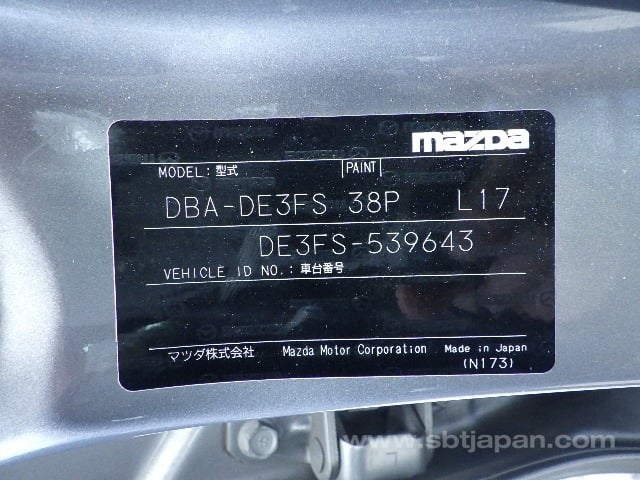 mazda
MODEL:型式 PAINT
DBA-DE3FS 38P L17
DE3FS-539643
VEHICLE ID NO.:車台番号
マツダ株式会社 Mazda Motor Corporation Made in Japan
(N173)
www.sbtjapan.com